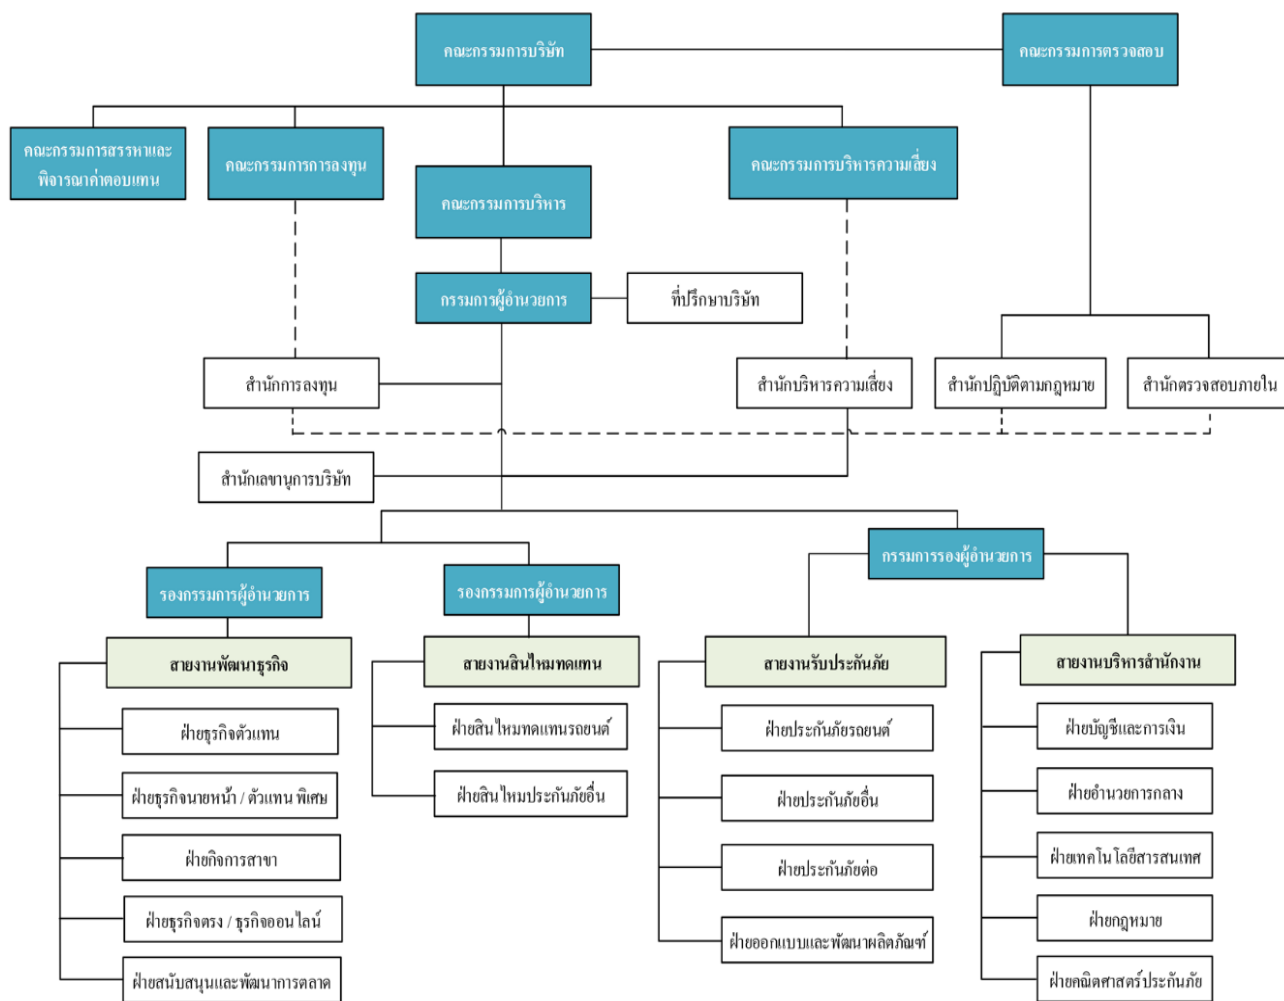 คณะกรรมการบริษัท
คณะกรรมการตรวจสอบ
คณะกรรมการสรรหาและ
พิจารณาค่าตอบแทน
คณะกรรมการการลงทุน
คณะกรรมการบริหารความเสี่ยง
คณะกรรมการบริหาร
กรรมการผู้อำนวยการ
ที่ปรึกษาบริษัท
สำนักการลงทุน
สำนักบริหารความเสี่ยง
สำนักปฏิบัติตามกฎหมาย
สำนักตรวจสอบภายใน
สำนักเลขานุการบริษัท
กรรมการรองผู้อำนวยการ
รองกรรมการผู้อำนวยการ
รองกรรมการผู้อำนวยการ
สายงานพัฒนาธุรกิจ
ฝ่ายธุรกิจตัวแทน
ฝ่ายธุรกิจนายหน้า / ตัวแทน พิเศษ
ฝ่ายกิจการสาขา
ฝ่ายธุรกิจตรง / ธุรกิจออนไลน์
ฝ่ายสนับสนุนและพัฒนาการตลาด
สายงานสินไหมทดแทน
ฝ่ายสินไหมทดแทนรถยนต์
ฝ่ายสินไหมประกันภัยอื่น
สายงานรับประกันภัย
ฝ่ายประกันภัยรถยนต์
ฝ่ายประกันภัยอื่น
ฝ่ายประกันภัยต่อ
ฝ่ายออกแบบและพัฒนาผลิตภัณฑ์
สายงานบริหารสำนักงาน
ฝ่ายบัญชีและการเงิน
ฝ่ายอำนวยการกลาง
ฝ่ายเทคโนโลยีสารสนเทศ
ฝ่ายกฎหมาย
ฝ่ายคณิตศาสตร์ประกันภัย